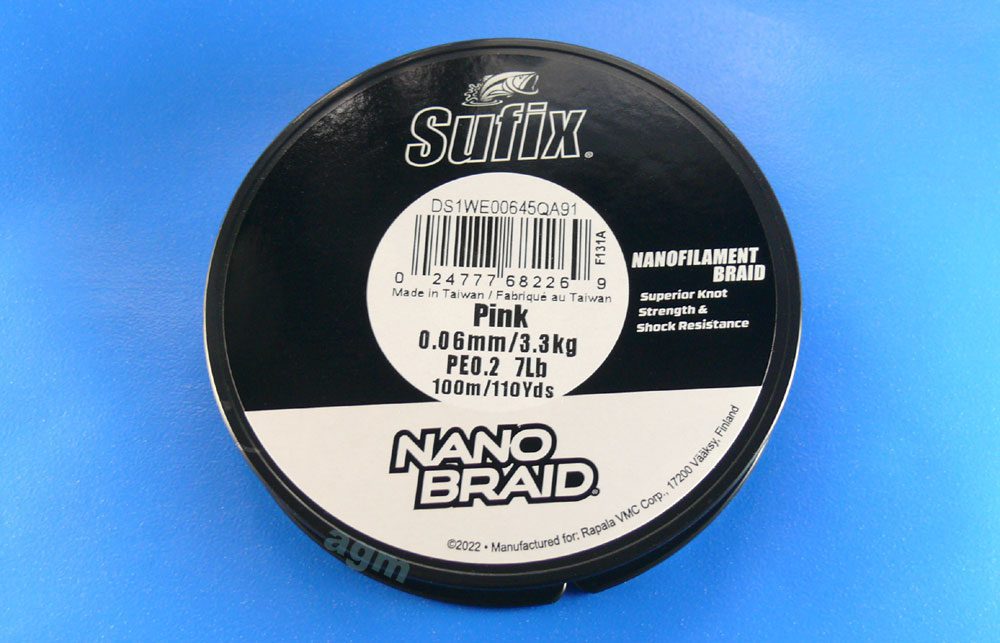 Sufix®
DS1WE00645QA91
F131A
0 24777 68226 9
Made in Taiwan / Fabriqué au Taiwan
Pink
0.06mm/3.3kg
PE0.2 7Lb
100m/110Yds
NANOFILAMENT
BRAID
Superior Knot
Strength &
Shock Resistance
NANO
BRAID®
©2022 • Manufactured for: Rapala VMC Corp., 17200 Vääksy, Finland
agm